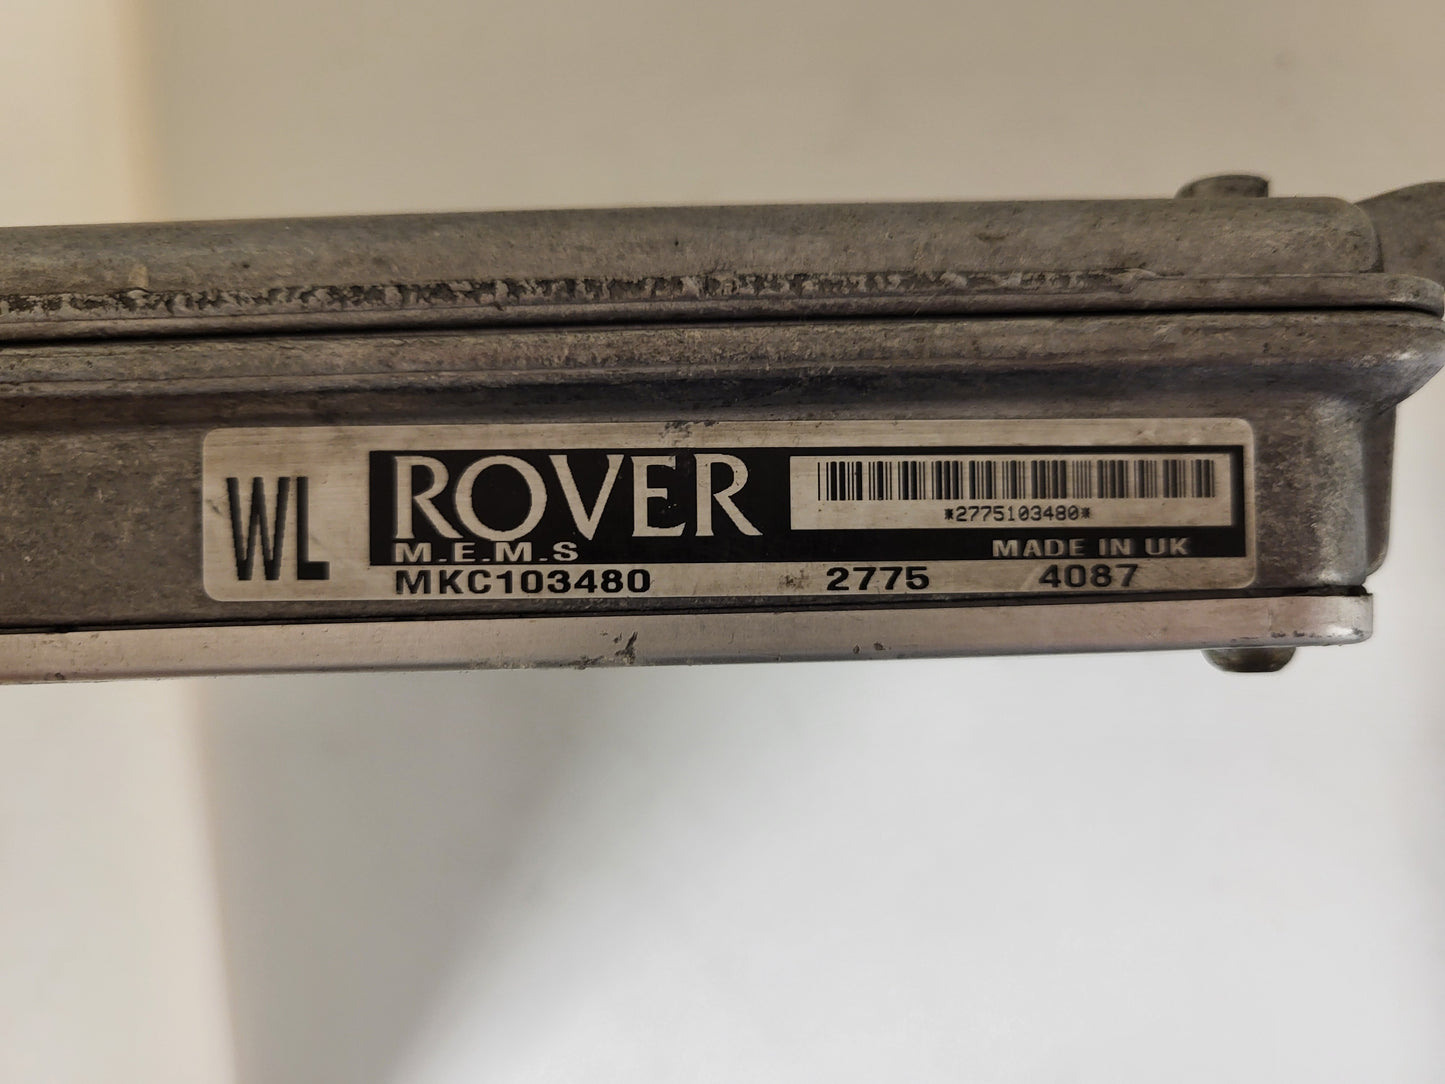 WL
ROVER
M.E.M.S
*2775103480*
MADE IN UK
MKC103480 2775 4087